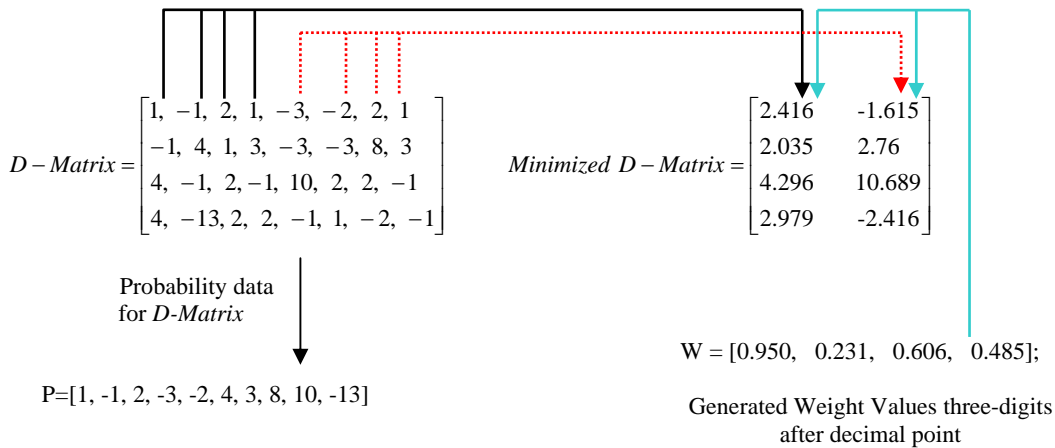 D – Matrix = [1, −1, 2, 1, −3, −2, 2, 1
−1, 4, 1, 3, −3, −3, 8, 3
4, −1, 2, −1, 10, 2, 2, −1
4, −13, 2, 2, −1, 1, −2, −1]
Minimized D – Matrix = [2.416 -1.615
2.035 2.76
4.296 10.689
2.979 -2.416]
Probability data
for D-Matrix
P=[1, -1, 2, -3, -2, 4, 3, 8, 10, -13]
W = [0.950, 0.231, 0.606, 0.485];
Generated Weight Values three-digits
after decimal point